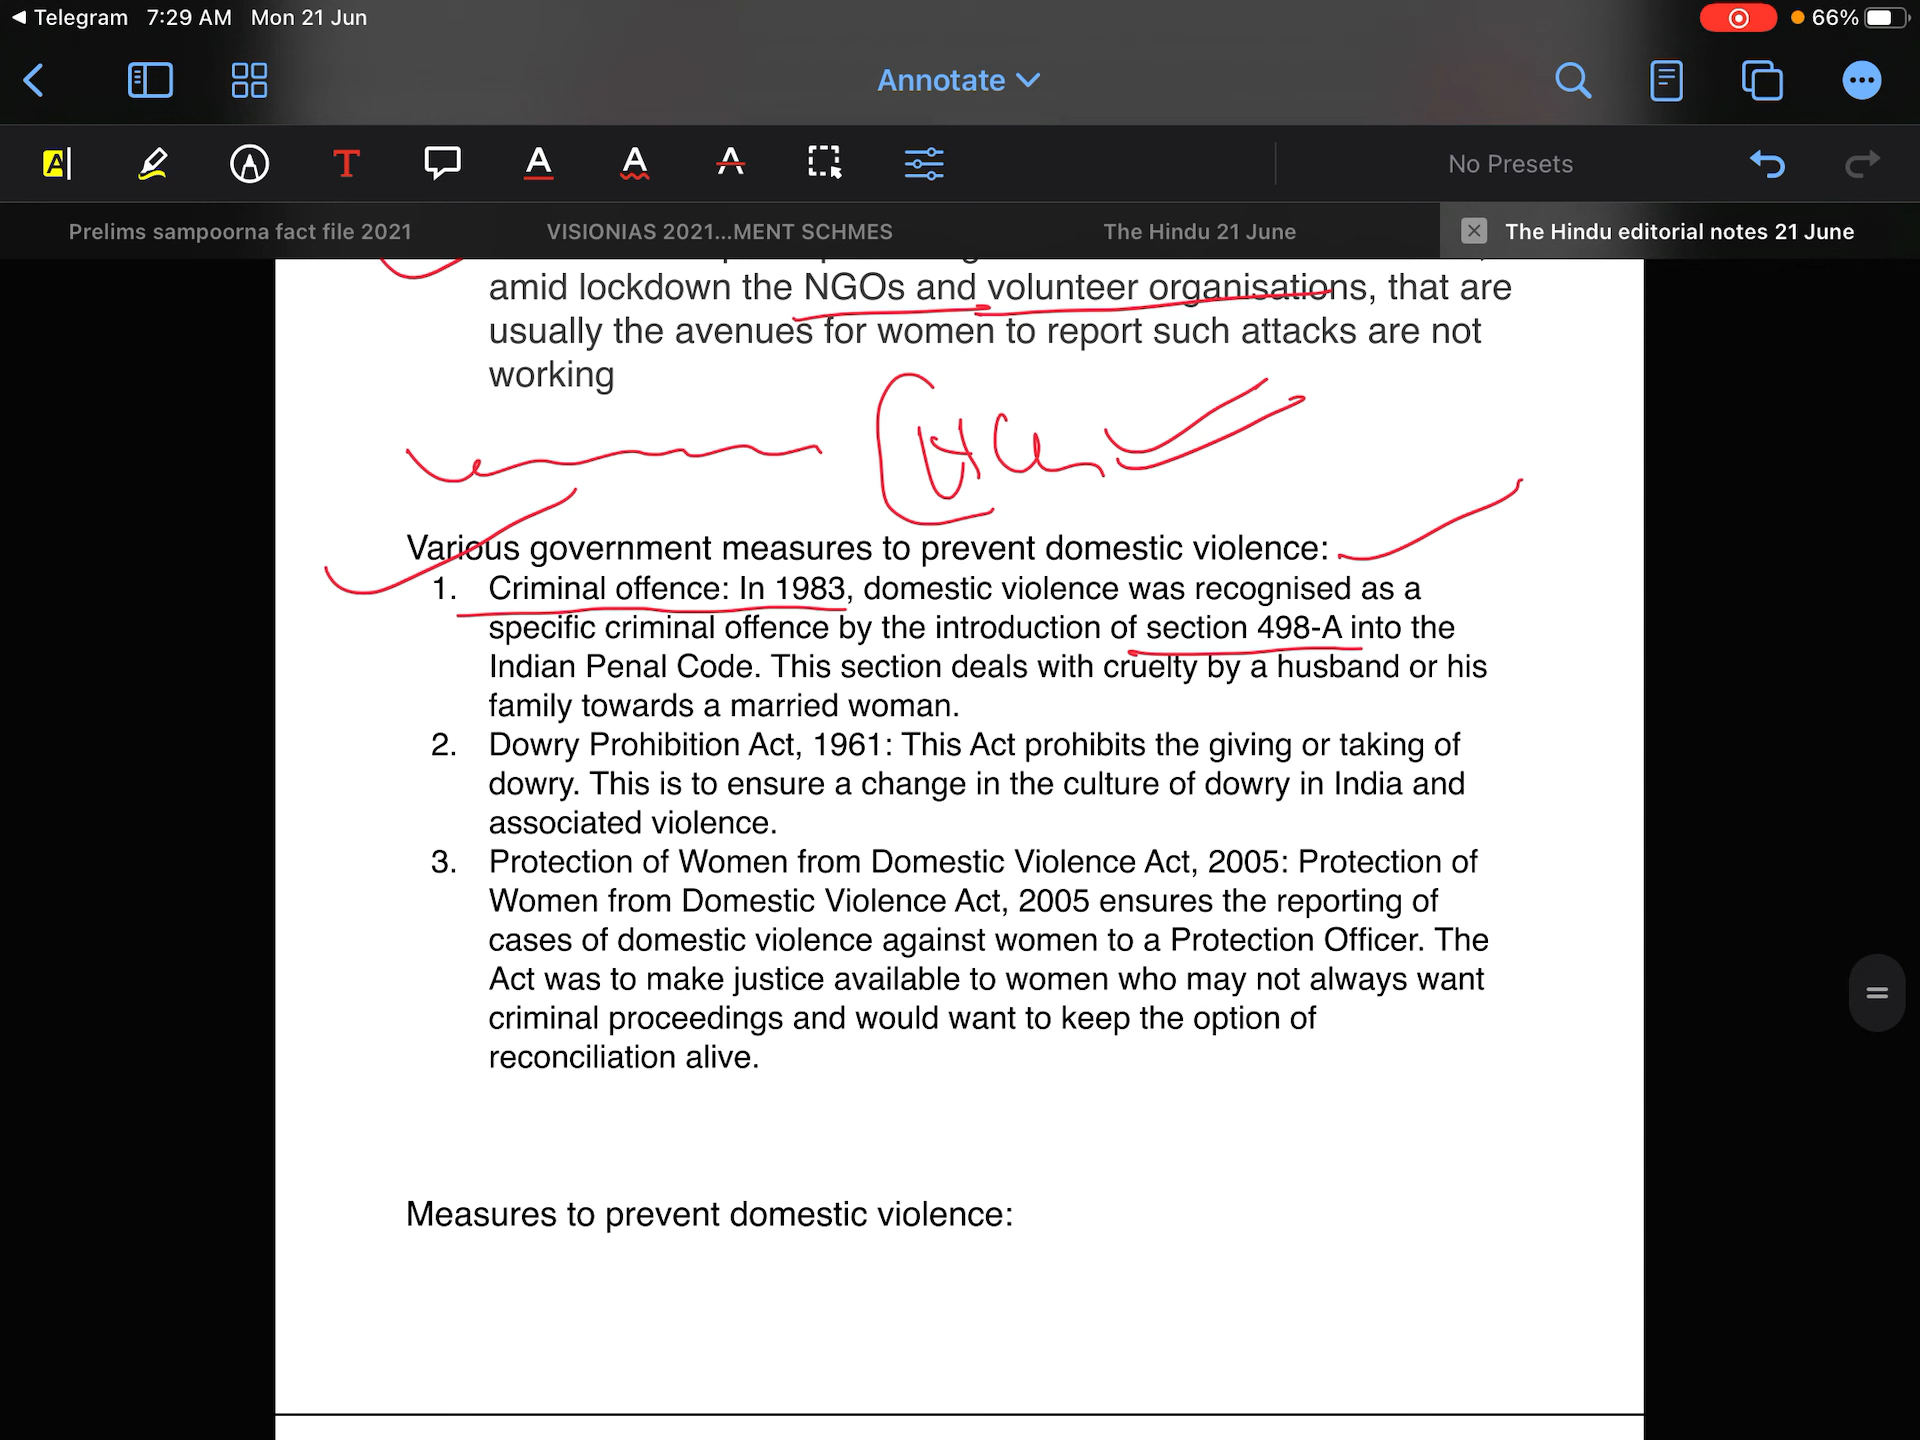 ◀ Telegram 7:29 AM Mon 21 Jun 66%
Annotate
A T A A A No Presets
Prelims sampoorna fact file 2021 VISIONIAS 2021...MENT SCHMES The Hindu 21 June The Hindu editorial notes 21 June
amid lockdown the NGOs and volunteer organisations, that are
usually the avenues for women to report such attacks are not
working
Various government measures to prevent domestic violence:
1. Criminal offence: In 1983, domestic violence was recognised as a
specific criminal offence by the introduction of section 498-A into the
Indian Penal Code. This section deals with cruelty by a husband or his
family towards a married woman.
2. Dowry Prohibition Act, 1961: This Act prohibits the giving or taking of
dowry. This is to ensure a change in the culture of dowry in India and
associated violence.
3. Protection of Women from Domestic Violence Act, 2005: Protection of
Women from Domestic Violence Act, 2005 ensures the reporting of
cases of domestic violence against women to a Protection Officer. The
Act was to make justice available to women who may not always want
criminal proceedings and would want to keep the option of
reconciliation alive.
Measures to prevent domestic violence: